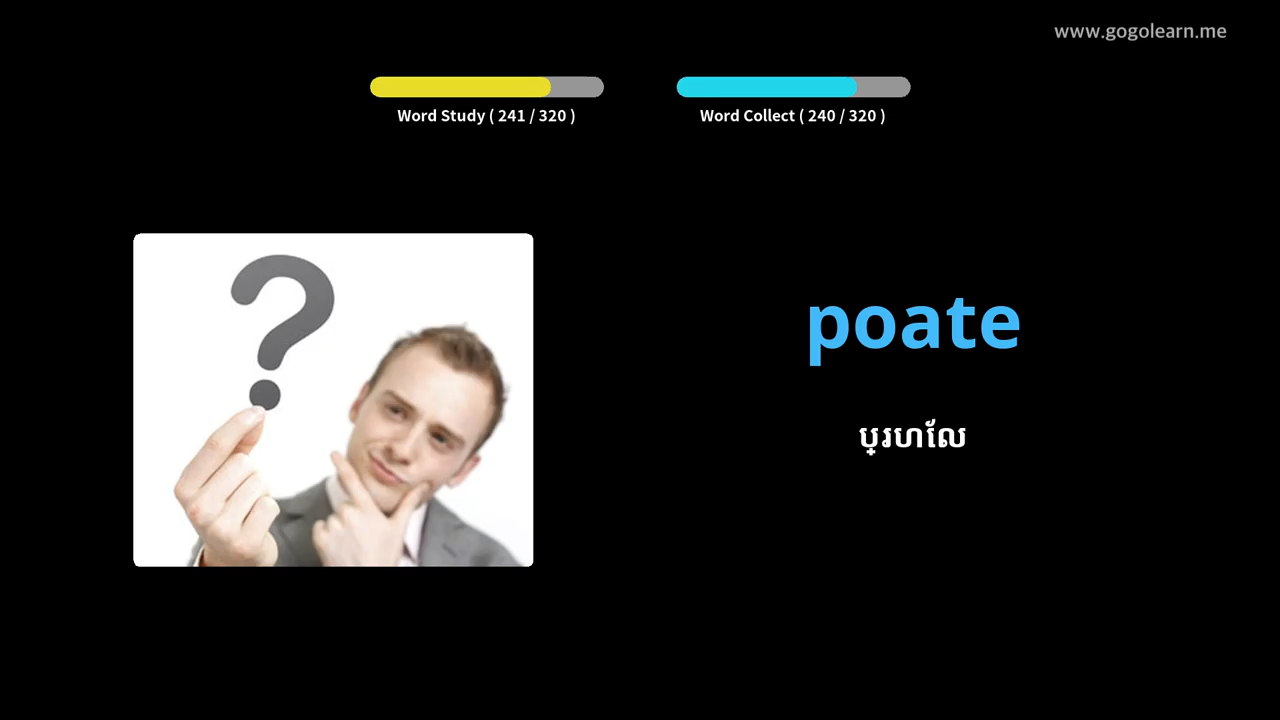 www.gogolearn.me
Word Study ( 241 / 320 )
Word Collect ( 240 / 320 )
poate
ប្រហលែ